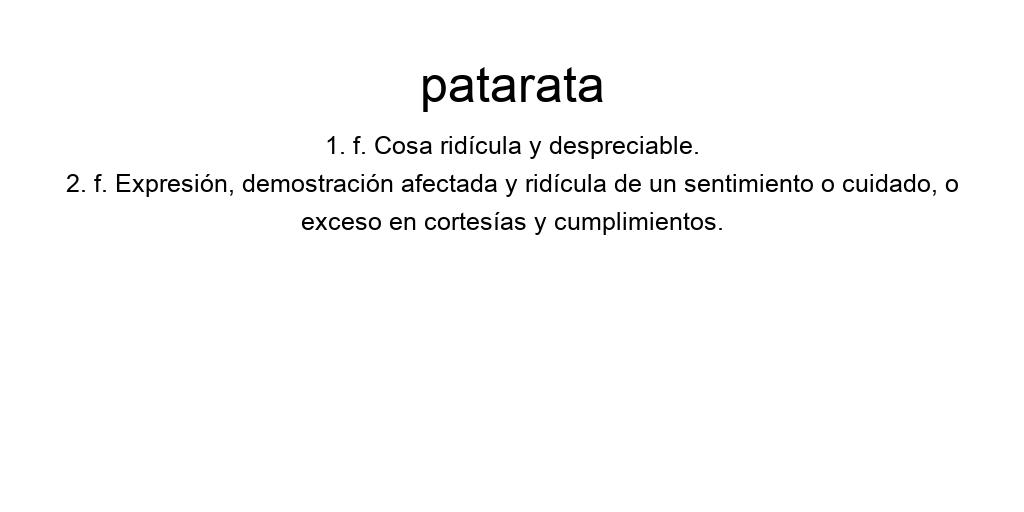 patarata
1. f. Cosa ridícula y despreciable.
2. f. Expresión, demostración afectada y ridícula de un sentimiento o cuidado, o
exceso en cortesías y cumplimientos.